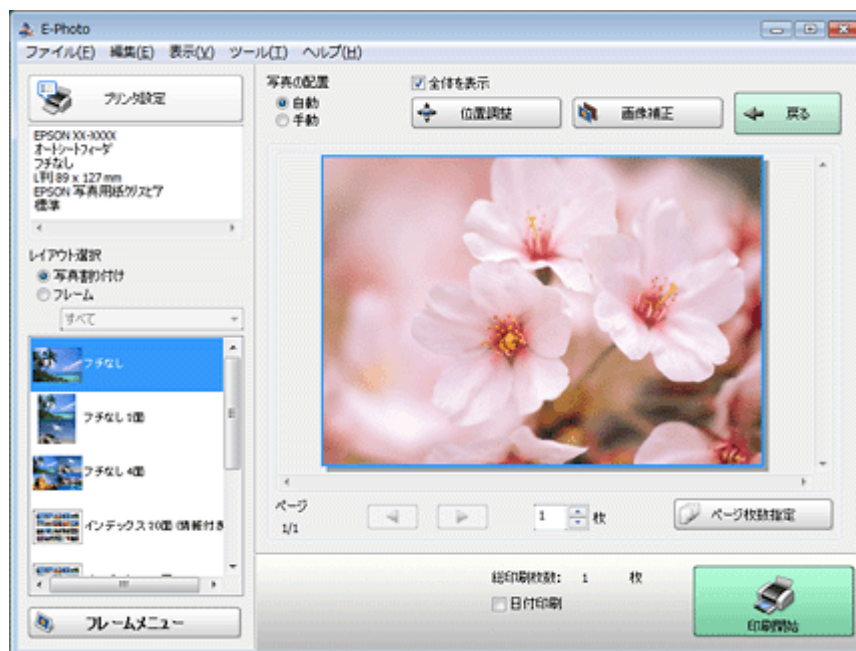 E-Photo
ファイル(F) 編集(E) 表示(V) ツール(T) ヘルプ(H)
プリンタ設定
EPSON XX-XXXX
オートシートフィーダ
フチなし
L判 89 x 127 mm
EPSON 写真用紙クリスピア
標準
レイアウト選択
写真割り付け
フレーム
すべて
フチなし
フチなし 1面
フチなし 4面
インデックス 20面 (情報付き
フレームメニュー
写真の配置
自動
手動
全体を表示
位置調整
画像補正
戻る
ページ
1/1
1 枚
ページ枚数指定
総印刷枚数: 1 枚
日付印刷
印刷開始